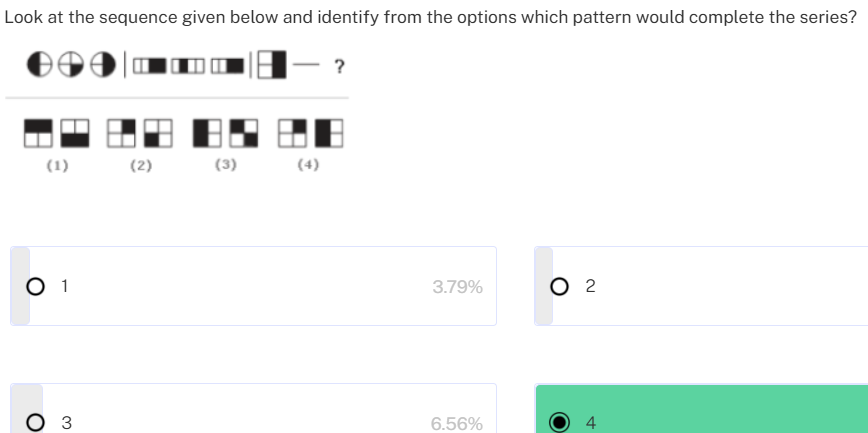 Look at the sequence given below and identify from the options which pattern would complete the series?
?
(1) (2) (3) (4)
1 3.79% 2
3 6.56% 4